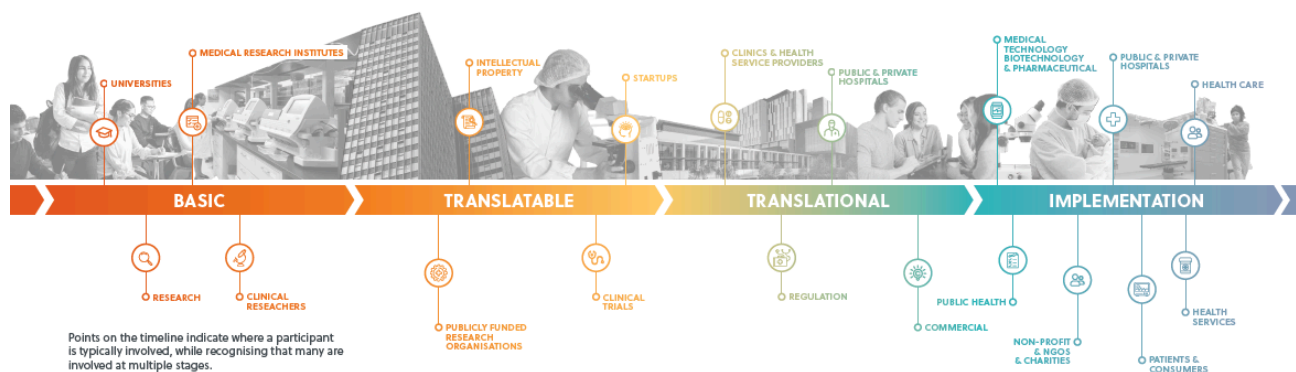 UNIVERSITIES
MEDICAL RESEARCH INSTITUTES
INTELLECTUAL
PROPERTY
STARTUPS
CLINICS & HEALTH
SERVICE PROVIDERS
PUBLIC & PRIVATE
HOSPITALS
MEDICAL
TECHNOLOGY
BIOTECHNOLOGY
& PHARMACEUTICAL
PUBLIC & PRIVATE
HOSPITALS
HEALTH CARE
BASIC
TRANSLATABLE
TRANSLATIONAL
IMPLEMENTATION
RESEARCH
CLINICAL
RESEACHERS
PUBLICLY FUNDED
RESEARCH
ORGANISATIONS
CLINICAL
TRIALS
REGULATION
COMMERCIAL
PUBLIC HEALTH
NON-PROFIT
& NGOS
& CHARITIES
PATIENTS &
CONSUMERS
HEALTH
SERVICES
Points on the timeline indicate where a participant
is typically involved, while recognising that many are
involved at multiple stages.